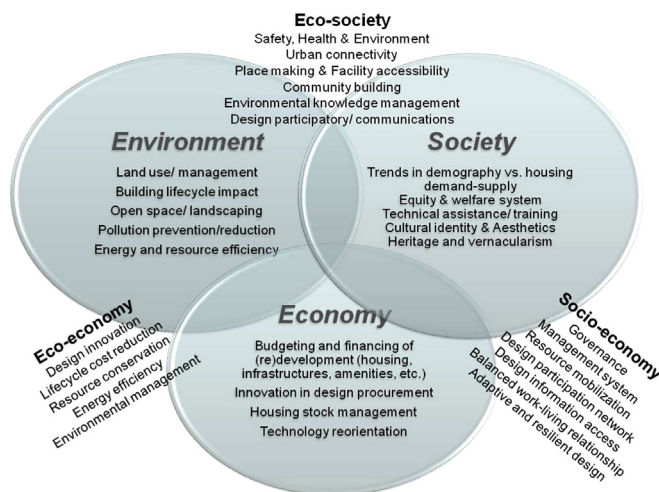 Eco-society
Safety, Health & Environment
Urban connectivity
Place making & Facility accessibility
Community building
Environmental knowledge management
Design participatory/ communications
Environment
Land use/ management
Building lifecycle impact
Open space/ landscaping
Pollution prevention/reduction
Energy and resource efficiency
Society
Trends in demography vs. housing
demand-supply
Equity & welfare system
Technical assistance/ training
Cultural identity & Aesthetics
Heritage and vernacularism
Economy
Budgeting and financing of
(re)development (housing,
infrastructures, amenities, etc.)
Innovation in design procurement
Housing stock management
Technology reorientation
Eco-economy
Design innovation
Lifecycle cost reduction
Resource conservation
Energy efficiency
Environmental management
Socio-economy
Governance
Management system
Resource mobilization
Design participation network
Design information access
Balanced work-living relationship
Adaptive and resilient design